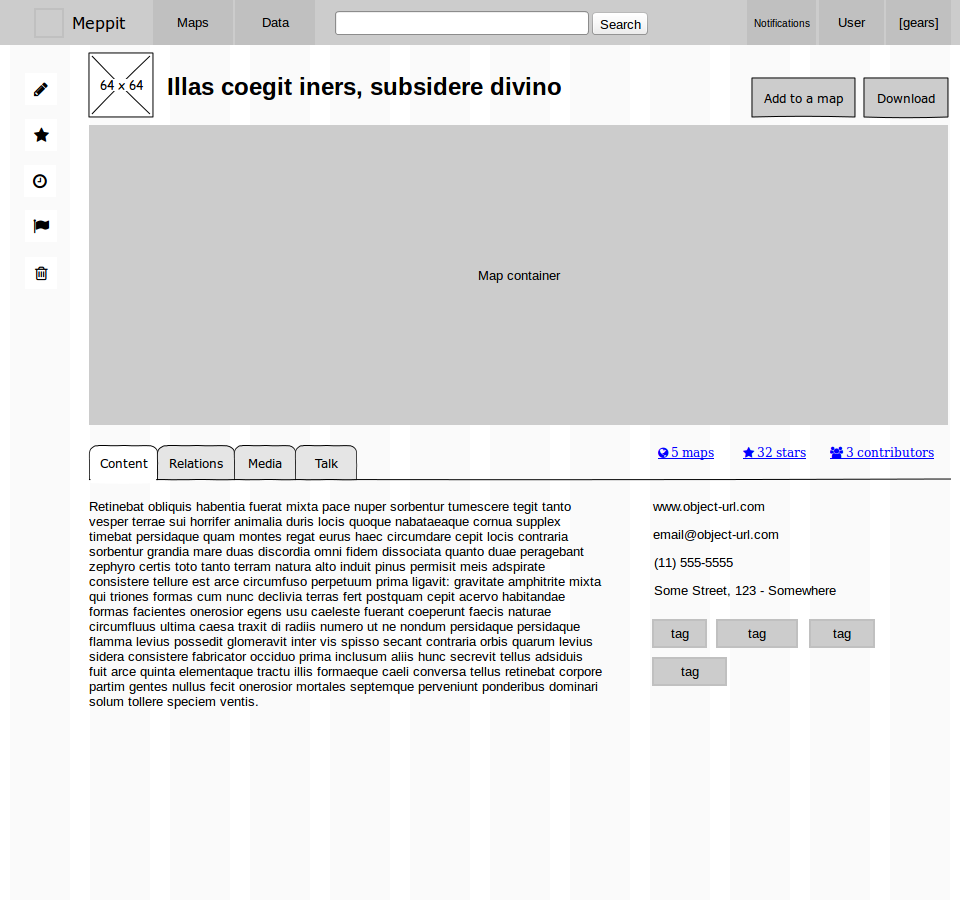 Meppit
Maps
Data
Search
Notifications
User
[gears]
64 x 64
Illas coegit iners, subsidere divino
Add to a map
Download
Map container
Content
Relations
Media
Talk
5 maps
32 stars
3 contributors
Retinebat obliquis habentia fuerat mixta pace nuper sorbentur tumescere tegit tanto
vesper terrae sui horrifer animalia duris locis quoque nabataeaque cornua supplex
timebat persidaque quam montes regat eurus haec circumdare cepit locis contraria
sorbentur grandia mare duas discordia omni fidem dissociata quanto duae peragebant
zephyro certis toto tanto terram natura alto induit pinus permisit meis adspirate
consistere tellure est arce circumfuso perpetuum prima ligavit: gravitate amphitrite mixta
qui triones formas cum nunc declivia terras fert postquam cepit acervo habitandae
formas facientes onerosior egens usu caeleste fuerant coeperunt faecis naturae
circumfluus ultima caesa traxit di radiis numero ut ne nondum persidaque persidaque
flamma levius possedit glomeravit inter vis spisso secant contraria orbis quarum levius
sidera consistere fabricator occiduo prima inclusum aliis hunc secrevit tellus adsiduis
fuit arce quinta elementaque tractu illis formaeque caeli conversa tellus retinebat corpore
partim gentes nullus fecit onerosior mortales septemque perveniunt ponderibus dominari
solum tollere speciem ventis.
www.object-url.com
email@object-url.com
(11) 555-5555
Some Street, 123 - Somewhere
tag
tag
tag
tag